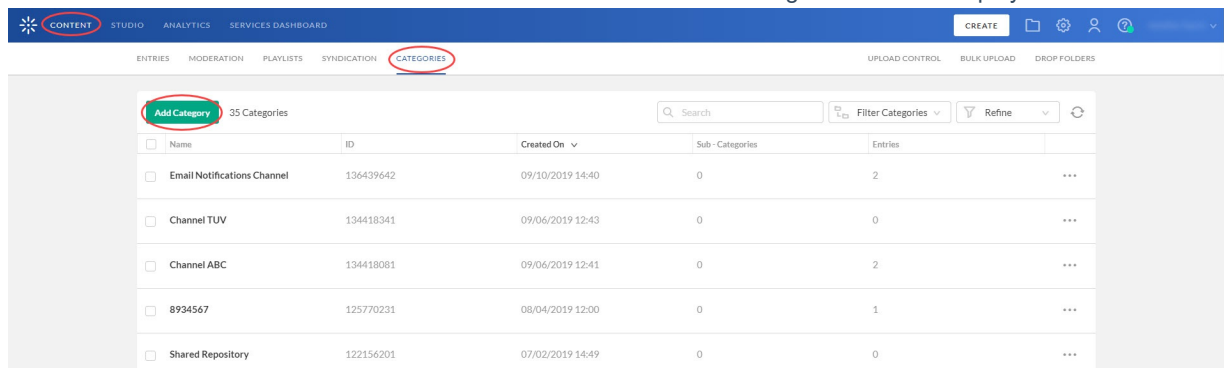 CONTENT STUDIO ANALYTICS SERVICES DASHBOARD CREATE
ENTRIES MODERATION PLAYLISTS SYNDICATION CATEGORIES UPLOAD CONTROL BULK UPLOAD DROP FOLDERS
Add Category 35 Categories Search Filter Categories Refine
Name ID Created On Sub - Categories Entries
Email Notifications Channel 136439642 09/10/2019 14:40 0 2
Channel TUV 134418341 09/06/2019 12:43 0 0
Channel ABC 134418081 09/06/2019 12:41 0 2
8934567 125770231 08/04/2019 12:00 0 1
Shared Repository 122156201 07/02/2019 14:49 0 0